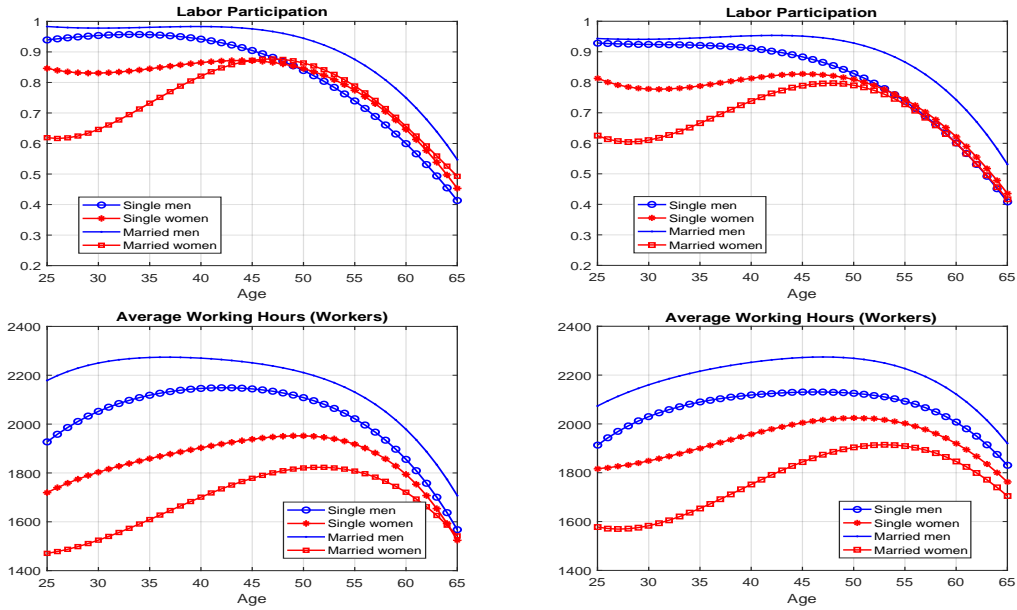 Labor Participation
1
0.9
0.8
0.7
0.6
0.5
0.4
0.3
0.2
Single men
Single women
Married men
Married women
25 30 35 40 45 50 55 60 65
Age
Labor Participation
1
0.9
0.8
0.7
0.6
0.5
0.4
0.3
0.2
Single men
Single women
Married men
Married women
25 30 35 40 45 50 55 60 65
Age
Average Working Hours (Workers)
2400
2200
2000
1800
1600
1400
Single men
Single women
Married men
Married women
25 30 35 40 45 50 55 60 65
Age
Average Working Hours (Workers)
2400
2200
2000
1800
1600
1400
Single men
Single women
Married men
Married women
25 30 35 40 45 50 55 60 65
Age